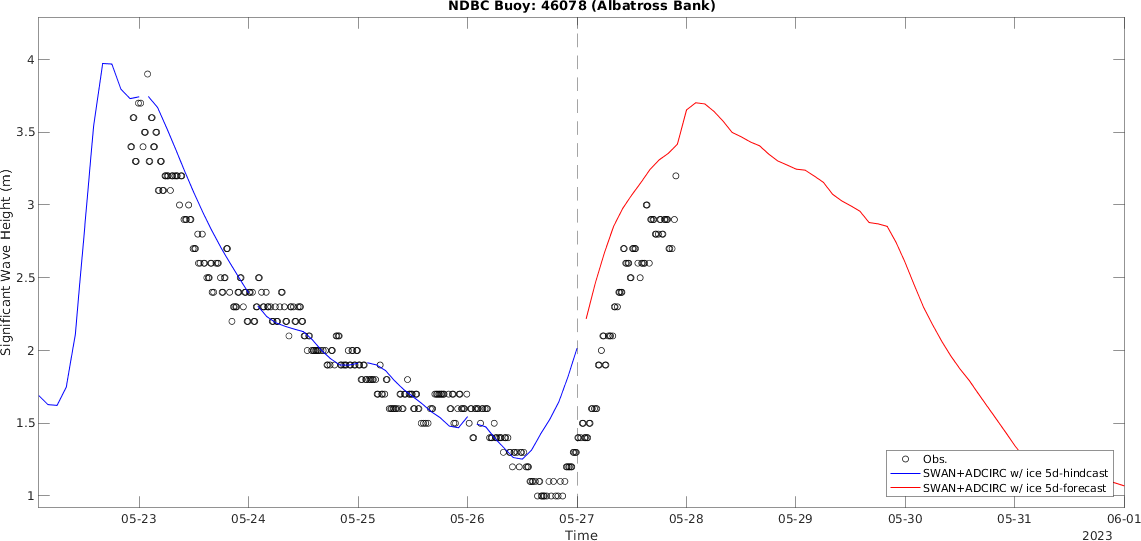 NDBC Buoy: 46078 (Albatross Bank)
Significant Wave Height (m)
4
3.5
3
2.5
2
1.5
1
Obs.
SWAN+ADCIRC w/ ice 5d-hindcast
SWAN+ADCIRC w/ ice 5d-forecast
05-23 05-24 05-25 05-26 05-27 05-28 05-29 05-30 05-31 06-01
Time
2023